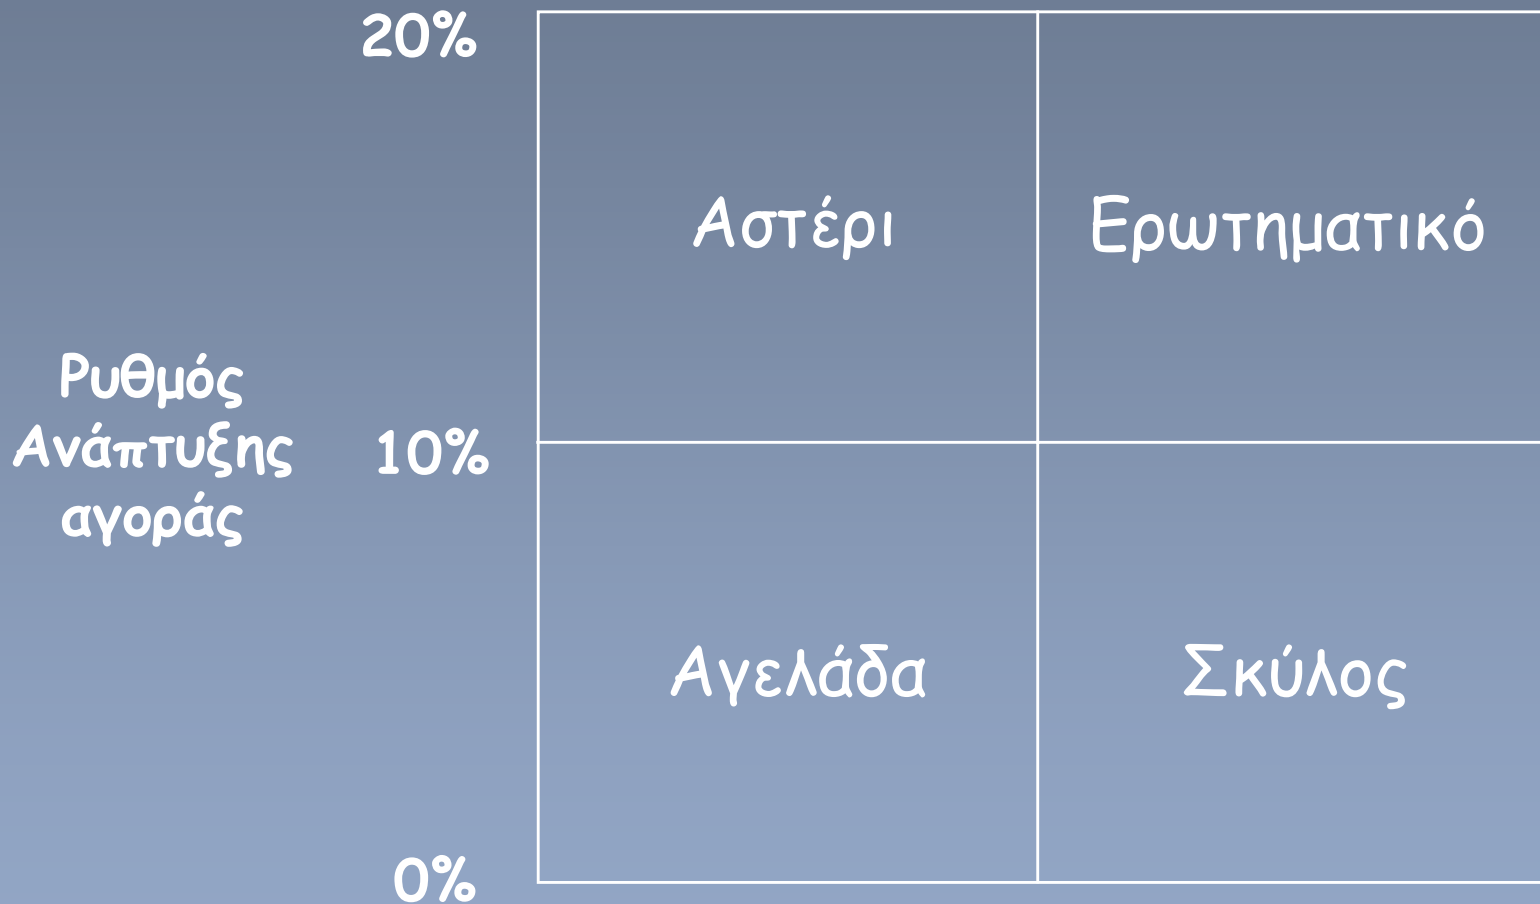 20%
Αστέρι
Ερωτηματικό
Ρυθμός
Ανάπτυξης
αγοράς
10%
Αγελάδα
Σκύλος
0%